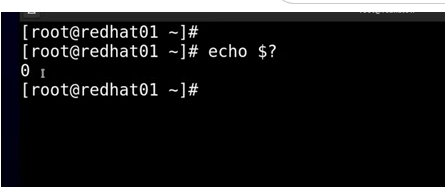 [root@redhat01 ~]#
[root@redhat01 ~]# echo $?
0
[root@redhat01 ~]#